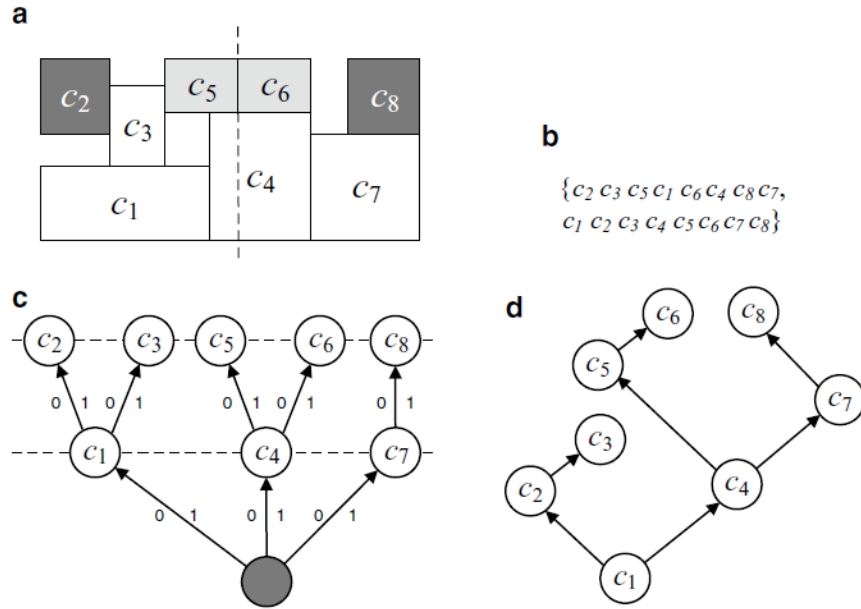 a
c2 c5 c6 c8
c3
c4
c1 c7
b
{c2 c3 c5 c1 c6 c4 c8 c7,
c1 c2 c3 c4 c5 c6 c7 c8}
c
c2 c3 c5 c6 c8
0 1 0 1 0 1 0 1 0 1
c1 c4 c7
0 1 0 1 0 1
d
c6 c8
c5
c7
c3
c2 c4
c1